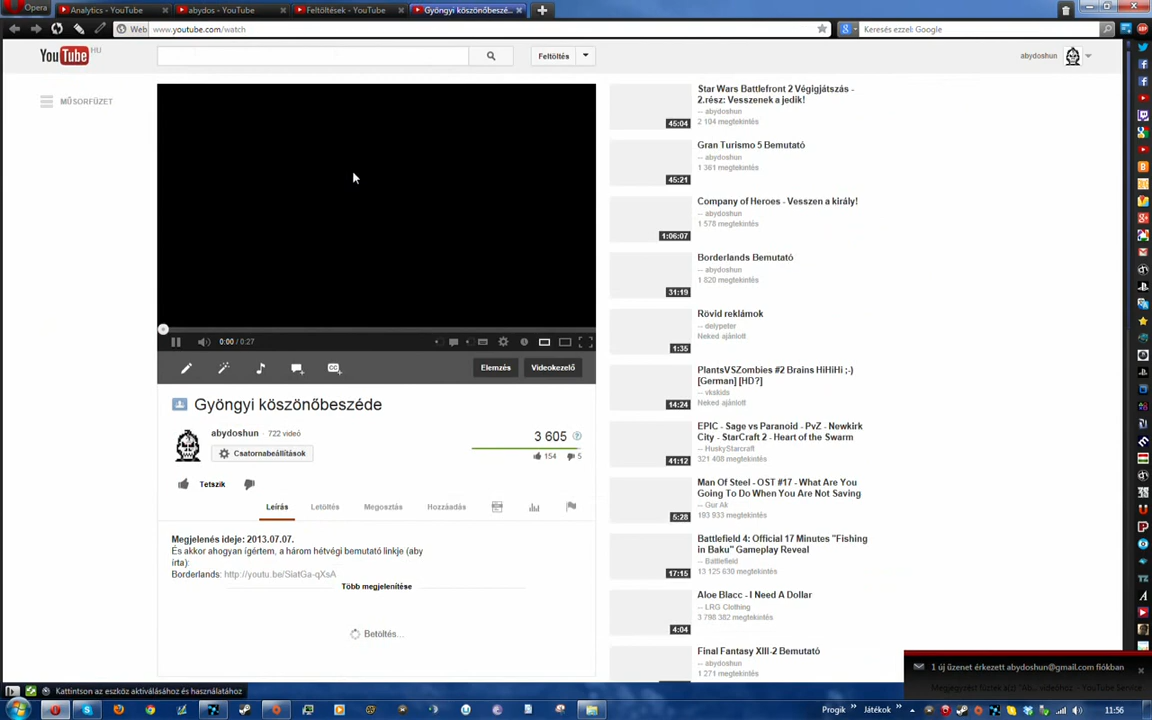 Opera
Analytics - YouTube
abydos - YouTube
Feltöltések - YouTube
Gyöngyi köszönőbeszé...
Web
www.youtube.com/watch
Keresés ezzel: Google
YouTube HU
Feltöltés
abydoshun
MŰSORFÜZET
0:00 / 0:27
Elemzés
Videokezelő
Gyöngyi köszönőbeszéde
abydoshun · 722 videó
Csatornabeállítások
3 605
154
5
Tetszik
Leírás
Letöltés
Megosztás
Hozzáadás
Megjelenés ideje: 2013.07.07.
És akkor ahogyan ígértem, a három hétvégi bemutató linkje (aby
írta):
Borderlands: http://youtu.be/SiatGa-qXsA
Több megjelenítése
Betöltés...
Star Wars Battlefront 2 Végigjátszás -
2.rész: Vesszenek a jedik!
-- abydoshun
2 104 megtekintés
45:04
Gran Turismo 5 Bemutató
-- abydoshun
1 361 megtekintés
45:21
Company of Heroes - Vesszen a király!
-- abydoshun
1 578 megtekintés
1:06:07
Borderlands Bemutató
-- abydoshun
1 820 megtekintés
31:19
Rövid reklámok
-- delypeter
Neked ajánlott
1:35
PlantsVSZombies #2 Brains HiHiHi ;-)
[German] [HD?]
-- vkskids
Neked ajánlott
14:24
EPIC - Sage vs Paranoid - PvZ - Newkirk
City - StarCraft 2 - Heart of the Swarm
-- HuskyStarcraft
321 408 megtekintés
41:12
Man Of Steel - OST #17 - What Are You
Going To Do When You Are Not Saving
-- Gur Ak
193 933 megtekintés
5:28
Battlefield 4: Official 17 Minutes "Fishing
in Baku" Gameplay Reveal
-- Battlefield
13 125 630 megtekintés
17:15
Aloe Blacc - I Need A Dollar
-- LRG Clothing
3 798 382 megtekintés
4:04
Final Fantasy XIII-2 Bemutató
-- abydoshun
1 271 megtekintés
1 új üzenet érkezett abydoshun@gmail.com fiókban
YouTube Service
Kattintson az eszköz aktiválásához és használatához
Progik
Játékok
11:56